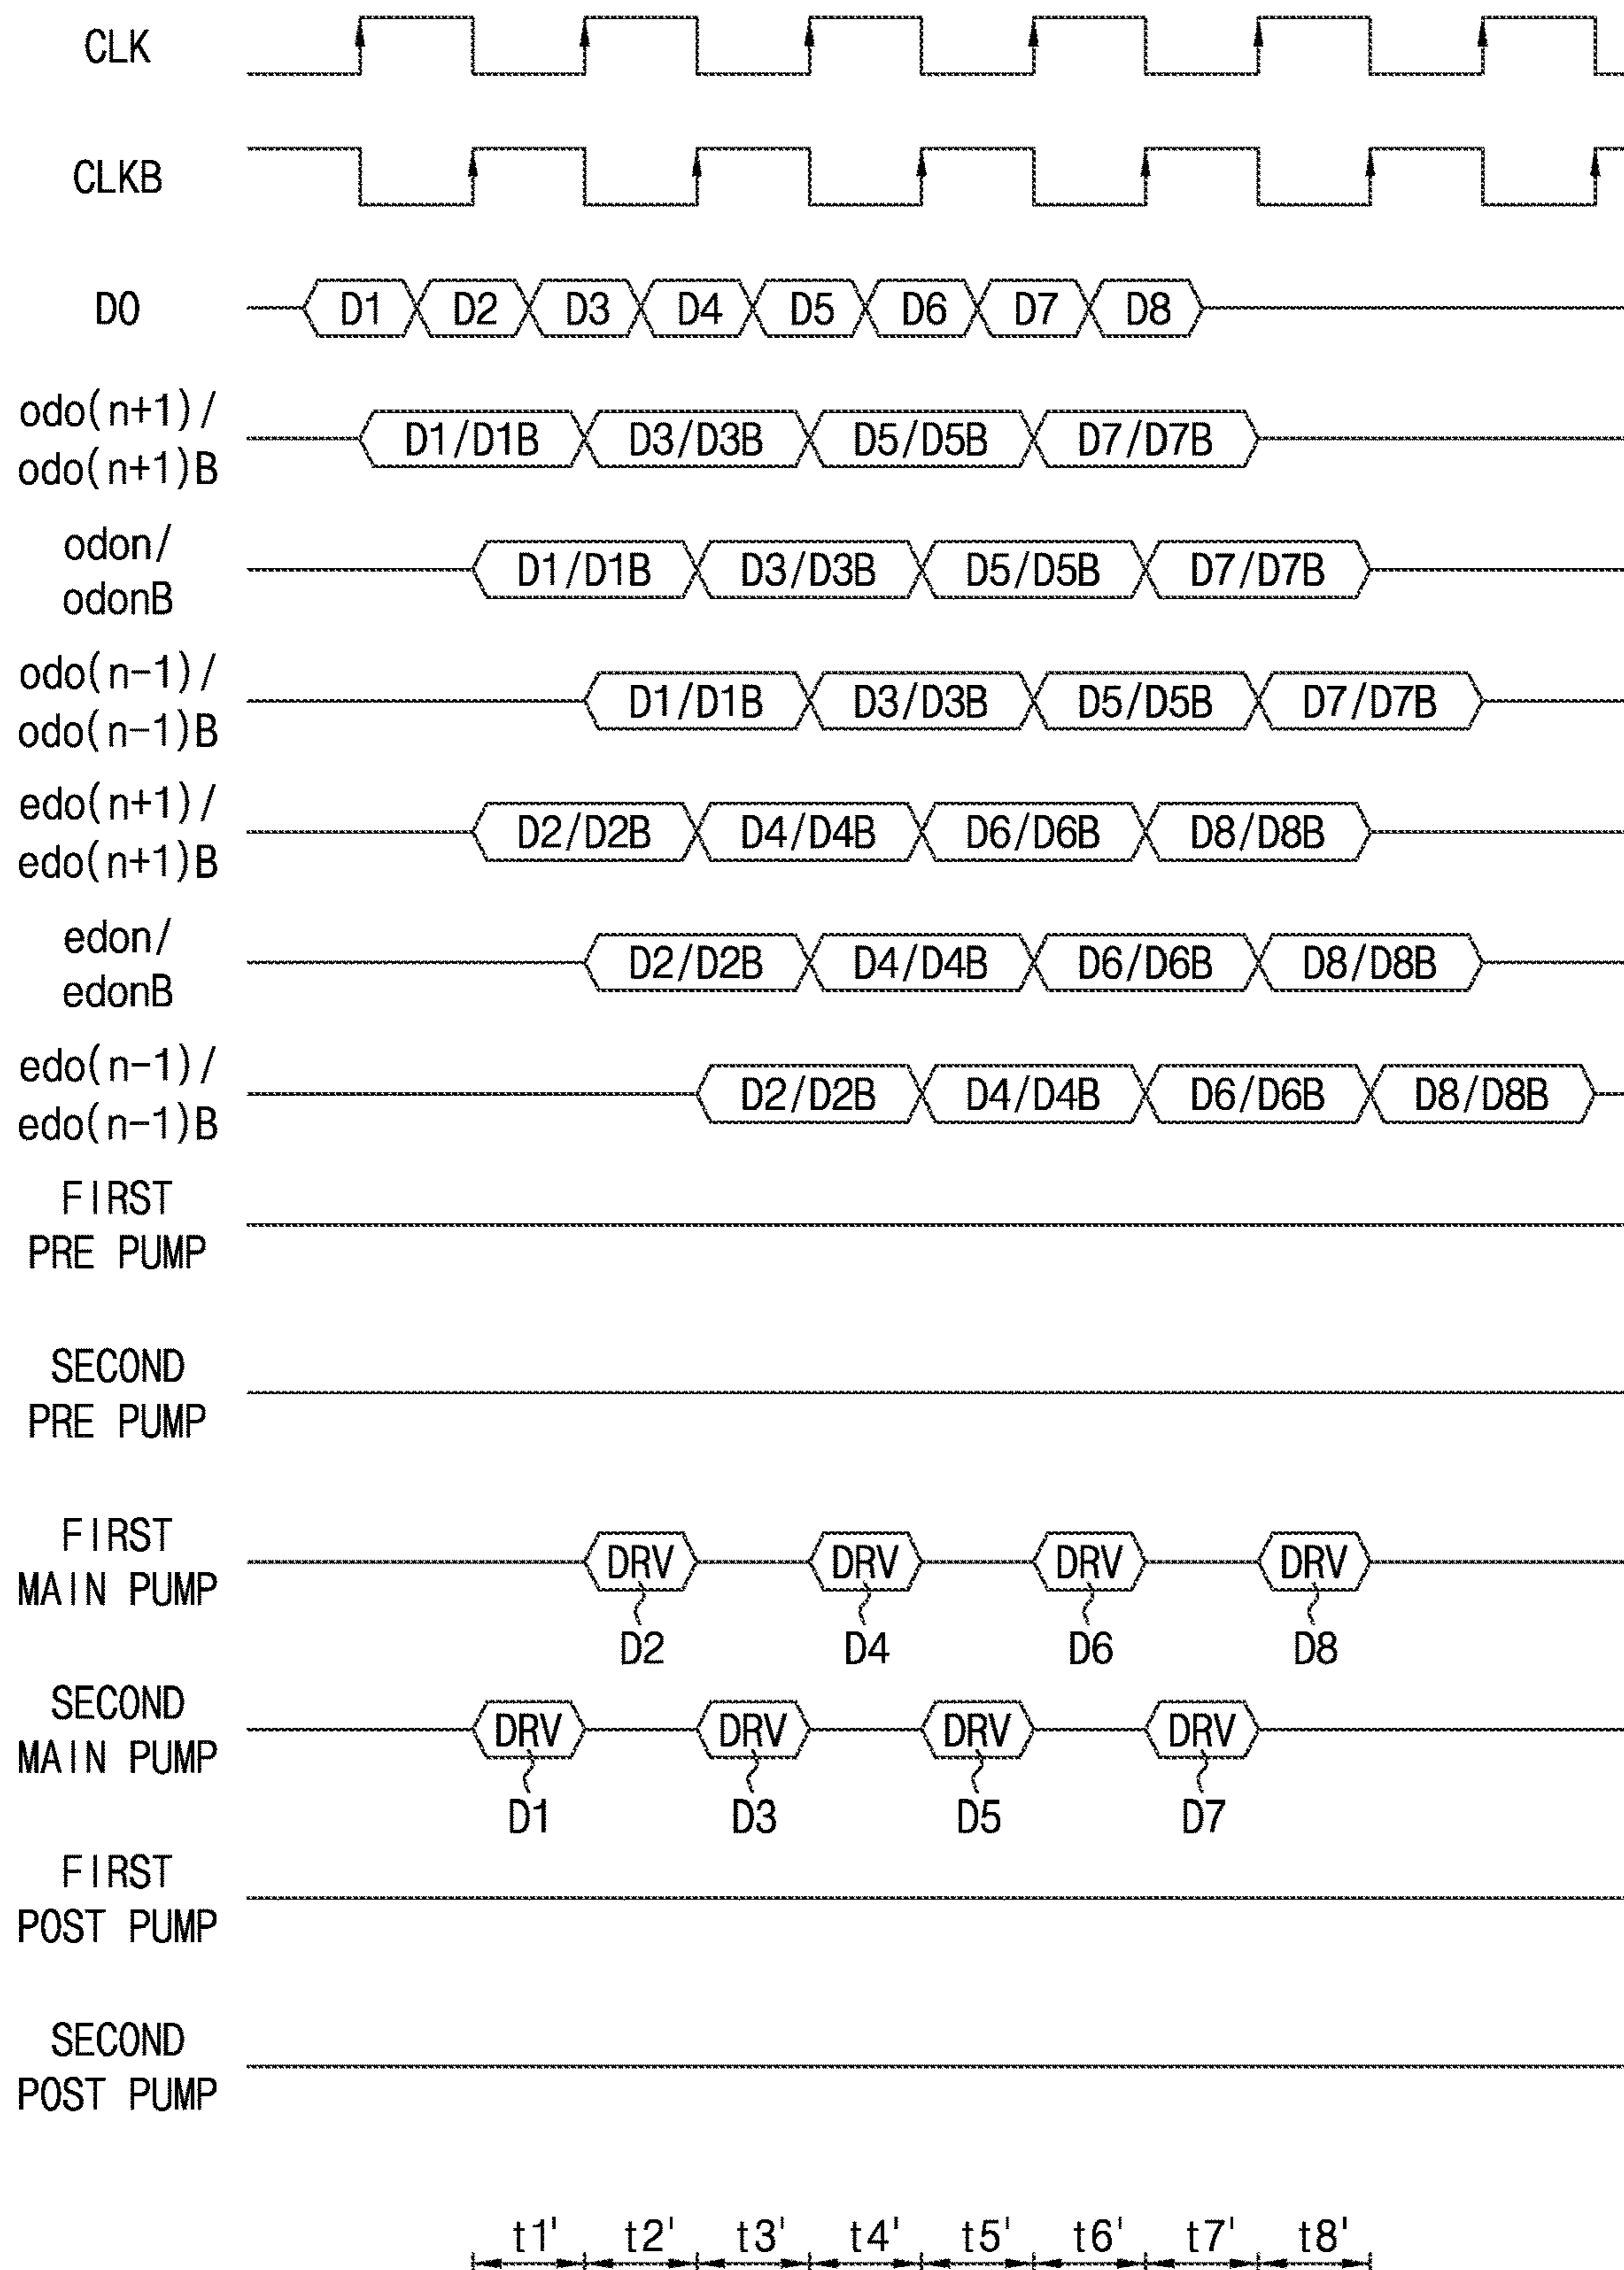 CLK
CLKB
DO D1 D2 D3 D4 D5 D6 D7 D8
odo(n+1)/
odo(n+1)B
D1/D1B D3/D3B D5/D5B D7/D7B
odon/
odonB
D1/D1B D3/D3B D5/D5B D7/D7B
odo(n-1)/
odo(n-1)B
D1/D1B D3/D3B D5/D5B D7/D7B
edo(n+1)/
edo(n+1)B
D2/D2B D4/D4B D6/D6B D8/D8B
edon/
edonB
D2/D2B D4/D4B D6/D6B D8/D8B
edo(n-1)/
edo(n-1)B
D2/D2B D4/D4B D6/D6B D8/D8B
FIRST
PRE PUMP
SECOND
PRE PUMP
FIRST
MAIN PUMP
DRV DRV DRV DRV
D2 D4 D6 D8
SECOND
MAIN PUMP
DRV DRV DRV DRV
D1 D3 D5 D7
FIRST
POST PUMP
SECOND
POST PUMP
t1' t2' t3' t4' t5' t6' t7' t8'